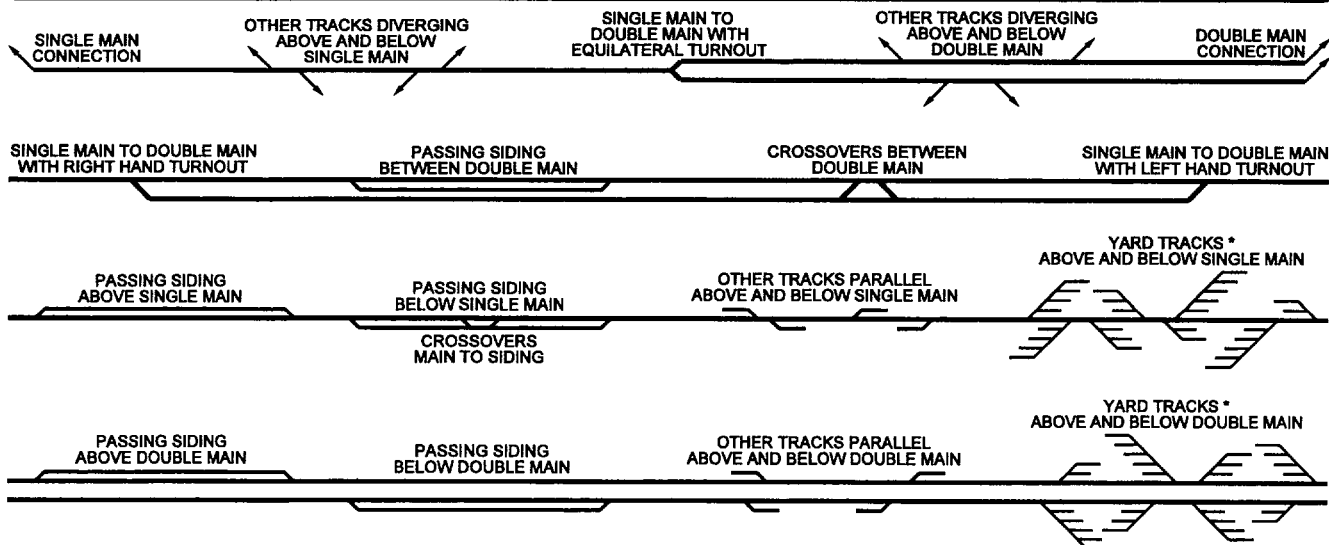 SINGLE MAIN
CONNECTION
OTHER TRACKS DIVERGING
ABOVE AND BELOW
SINGLE MAIN
SINGLE MAIN TO
DOUBLE MAIN WITH
EQUILATERAL TURNOUT
OTHER TRACKS DIVERGING
ABOVE AND BELOW
DOUBLE MAIN
DOUBLE MAIN
CONNECTION
SINGLE MAIN TO DOUBLE MAIN
WITH RIGHT HAND TURNOUT
PASSING SIDING
BETWEEN DOUBLE MAIN
CROSSOVERS BETWEEN
DOUBLE MAIN
SINGLE MAIN TO DOUBLE MAIN
WITH LEFT HAND TURNOUT
PASSING SIDING
ABOVE SINGLE MAIN
PASSING SIDING
BELOW SINGLE MAIN
CROSSOVERS
MAIN TO SIDING
OTHER TRACKS PARALLEL
ABOVE AND BELOW SINGLE MAIN
YARD TRACKS *
ABOVE AND BELOW SINGLE MAIN
PASSING SIDING
ABOVE DOUBLE MAIN
PASSING SIDING
BELOW DOUBLE MAIN
OTHER TRACKS PARALLEL
ABOVE AND BELOW DOUBLE MAIN
YARD TRACKS *
ABOVE AND BELOW DOUBLE MAIN